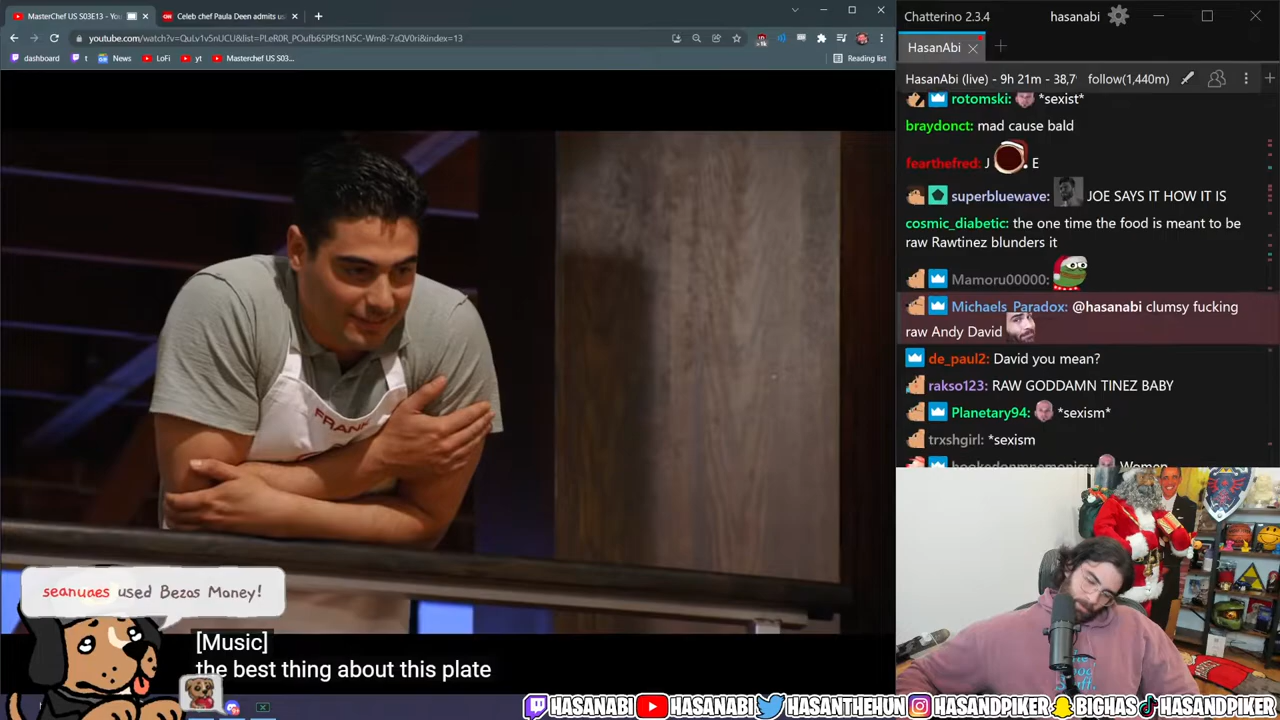 MasterChef US S03E13 - You
Celeb chef Paula Deen admits us
youtube.com/watch?v=QuLv1v5nUCU&list=PLeR0R_POufb65PfSt1N5C-Wm8-7sQV0ri&index=13
dashboard
t
News
LoFi
yt
Masterchef US S03...
Reading list
FRANK
seanuaes used Bezos Money!
[Music]
the best thing about this plate
Chatterino 2.3.4
hasanabi
HasanAbi
HasanAbi (live) - 9h 21m - 38,7
follow(1,440m)
rotomski: *sexist*
braydonct: mad cause bald
fearthefred: J E
superbluewave: JOE SAYS IT HOW IT IS
cosmic_diabetic: the one time the food is meant to be
raw Rawtinez blunders it
Mamoru00000:
Michaels_Paradox: @hasanabi clumsy fucking
raw Andy David
de_paul2: David you mean?
rakso123: RAW GODDAMN TINEZ BABY
Planetary94: *sexism*
trxshgirl: *sexism
hookedonmnemonics: Women
HASANABI
HASANABI
HASANTHEHUN
HASANDPIKER
BIGHAS
HASANDPIKER